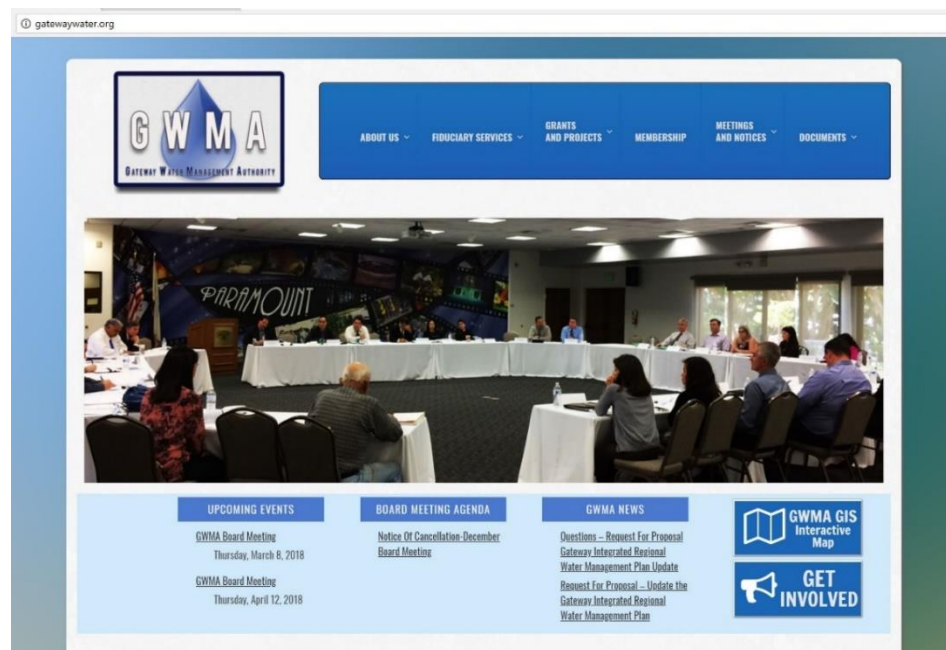 gatewaywater.org
GWMA
GATEWAY WATER MANAGEMENT AUTHORITY
ABOUT US
FIDUCIARY SERVICES
GRANTS
AND PROJECTS
MEMBERSHIP
MEETINGS
AND NOTICES
DOCUMENTS
PARAMOUNT
UPCOMING EVENTS
GWMA Board Meeting
Thursday, March 8, 2018
GWMA Board Meeting
Thursday, April 12, 2018
BOARD MEETING AGENDA
Notice Of Cancellation-December
Board Meeting
GWMA NEWS
Questions – Request For Proposal
Gateway Integrated Regional
Water Management Plan Update
Request For Proposal – Update the
Gateway Integrated Regional
Water Management Plan
GWMA GIS
Interactive
Map
GET
INVOLVED